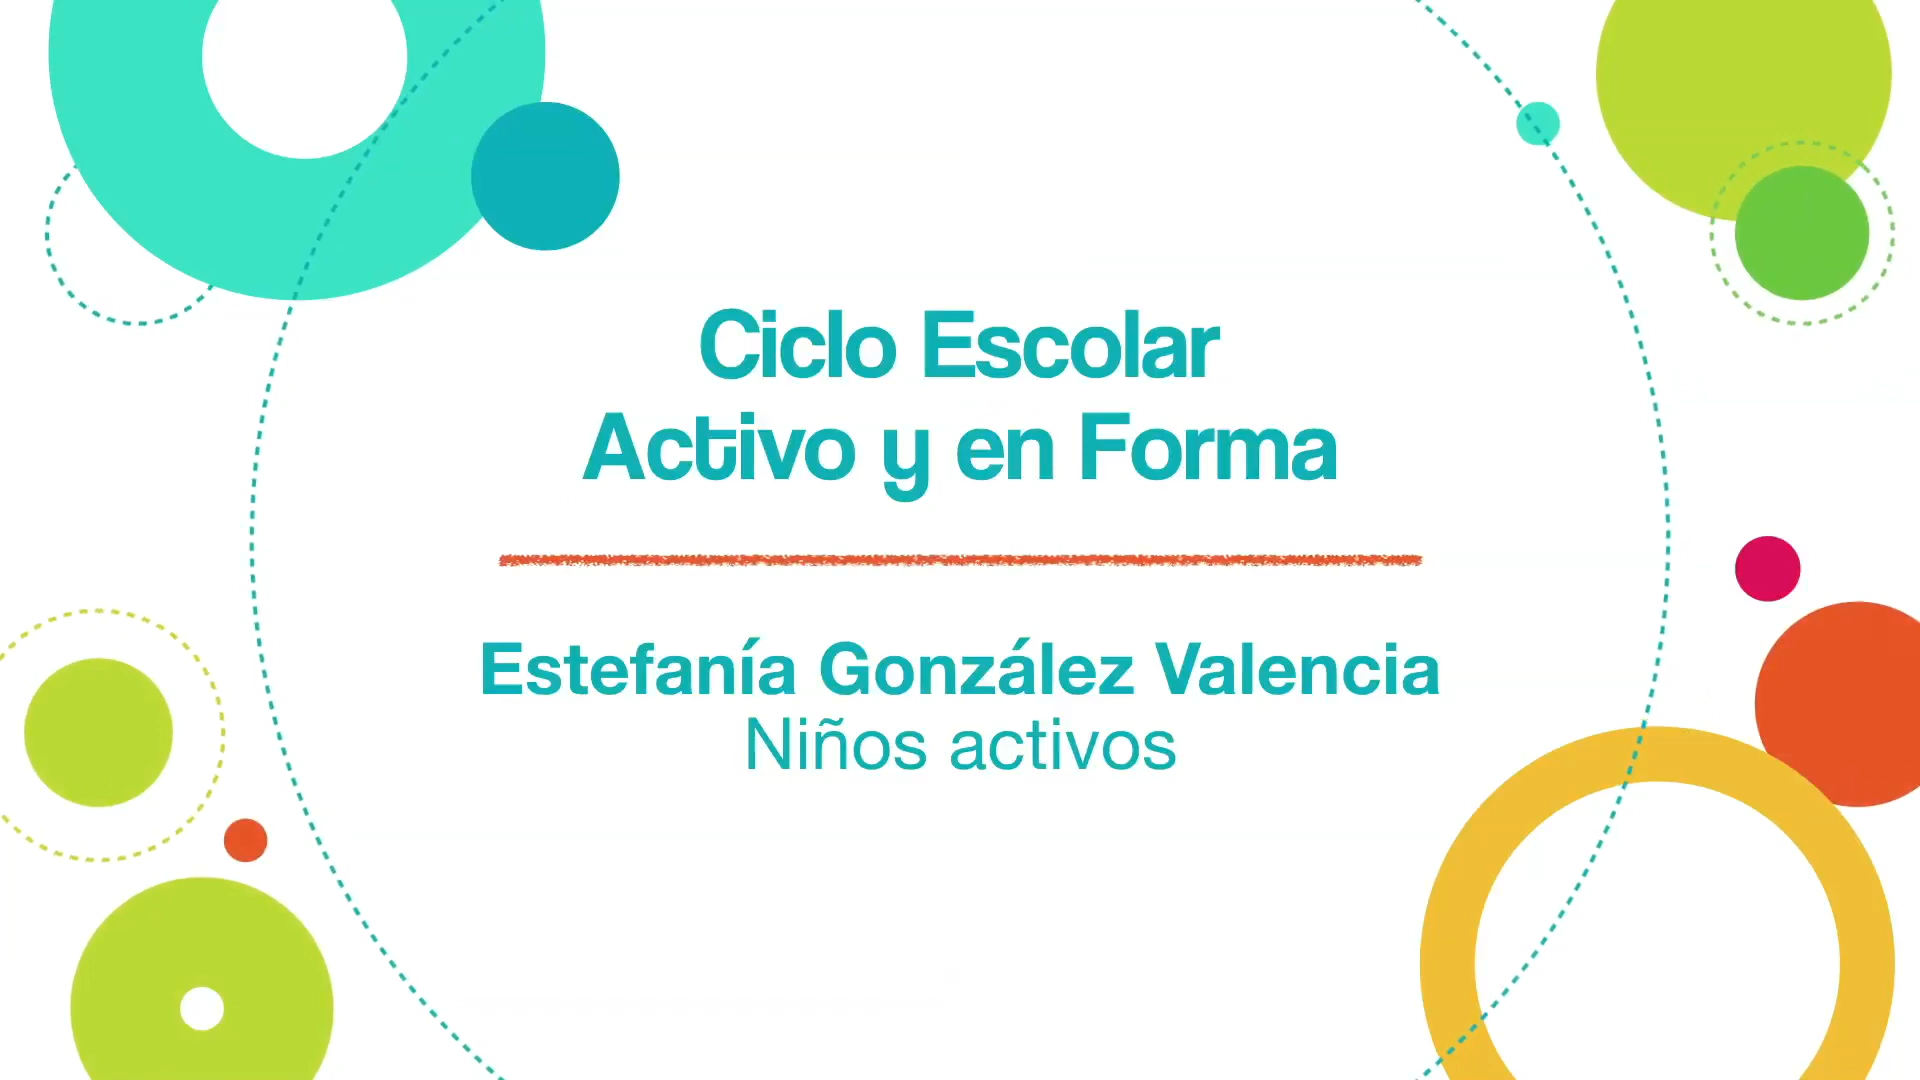 Ciclo Escolar
Activo y en Forma
Estefanía González Valencia
Niños activos